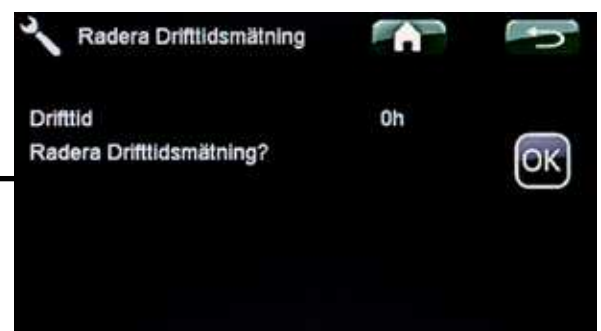 Radera Drifttidsmätning
Drifttid 0h
Radera Drifttidsmätning?
OK